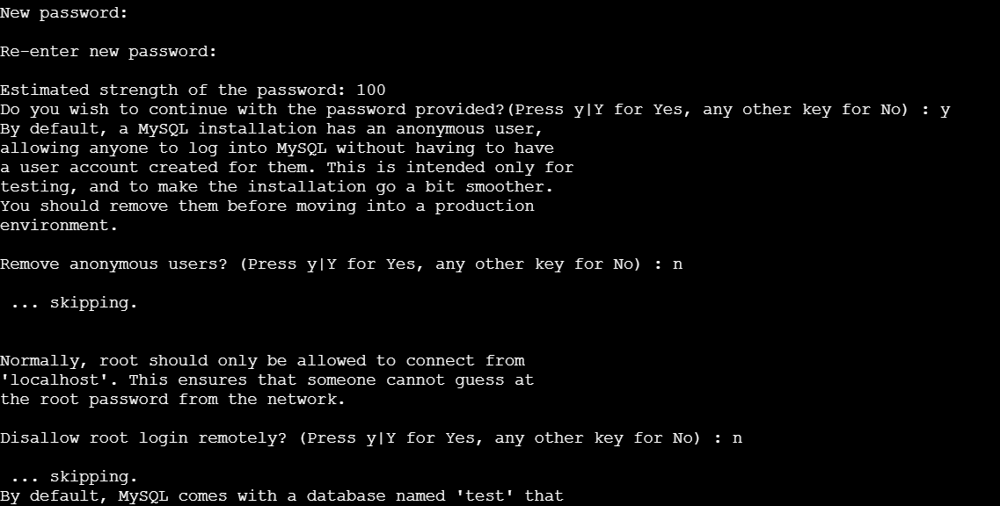 New password:
Re-enter new password:
Estimated strength of the password: 100
Do you wish to continue with the password provided?(Press y|Y for Yes, any other key for No) : y
By default, a MySQL installation has an anonymous user,
allowing anyone to log into MySQL without having to have
a user account created for them. This is intended only for
testing, and to make the installation go a bit smoother.
You should remove them before moving into a production
environment.
Remove anonymous users? (Press y|Y for Yes, any other key for No) : n
... skipping.
Normally, root should only be allowed to connect from
'localhost'. This ensures that someone cannot guess at
the root password from the network.
Disallow root login remotely? (Press y|Y for Yes, any other key for No) : n
... skipping.
By default, MySQL comes with a database named 'test' that